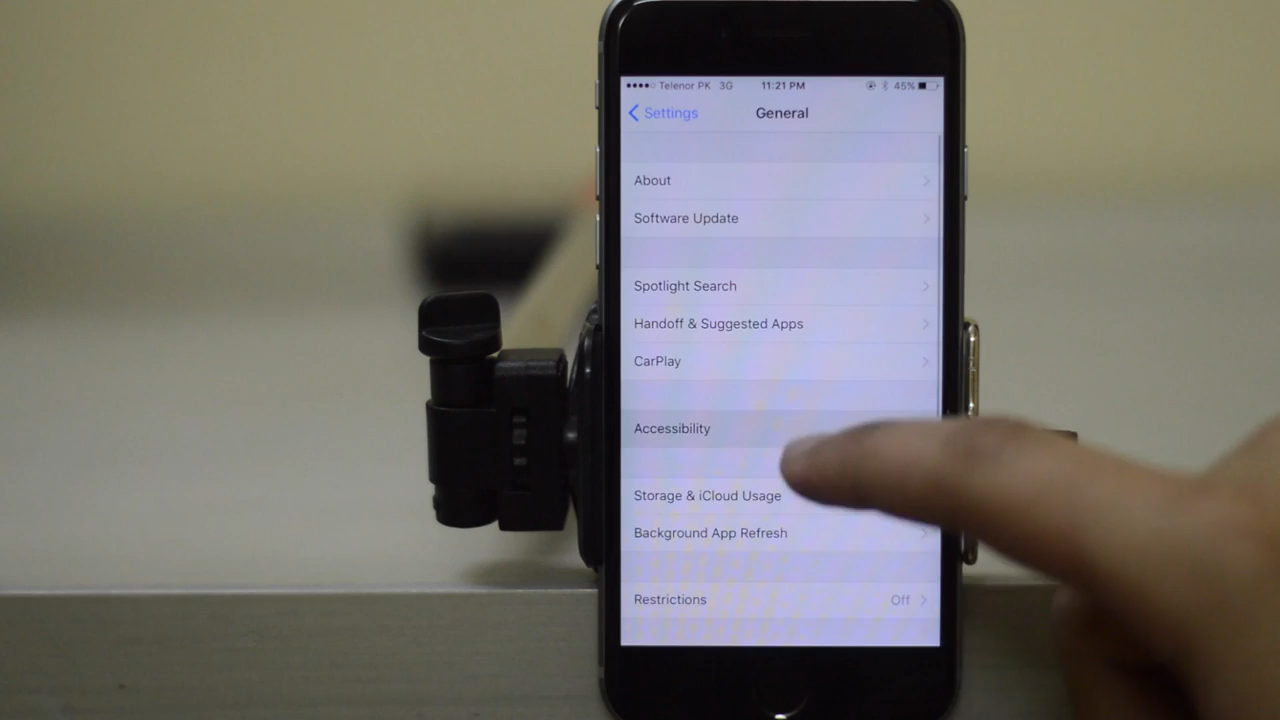 Telenor PK 3G 11:21 PM 45%
Settings General
About
Software Update
Spotlight Search
Handoff & Suggested Apps
CarPlay
Accessibility
Storage & iCloud Usage
Background App Refresh
Restrictions Off